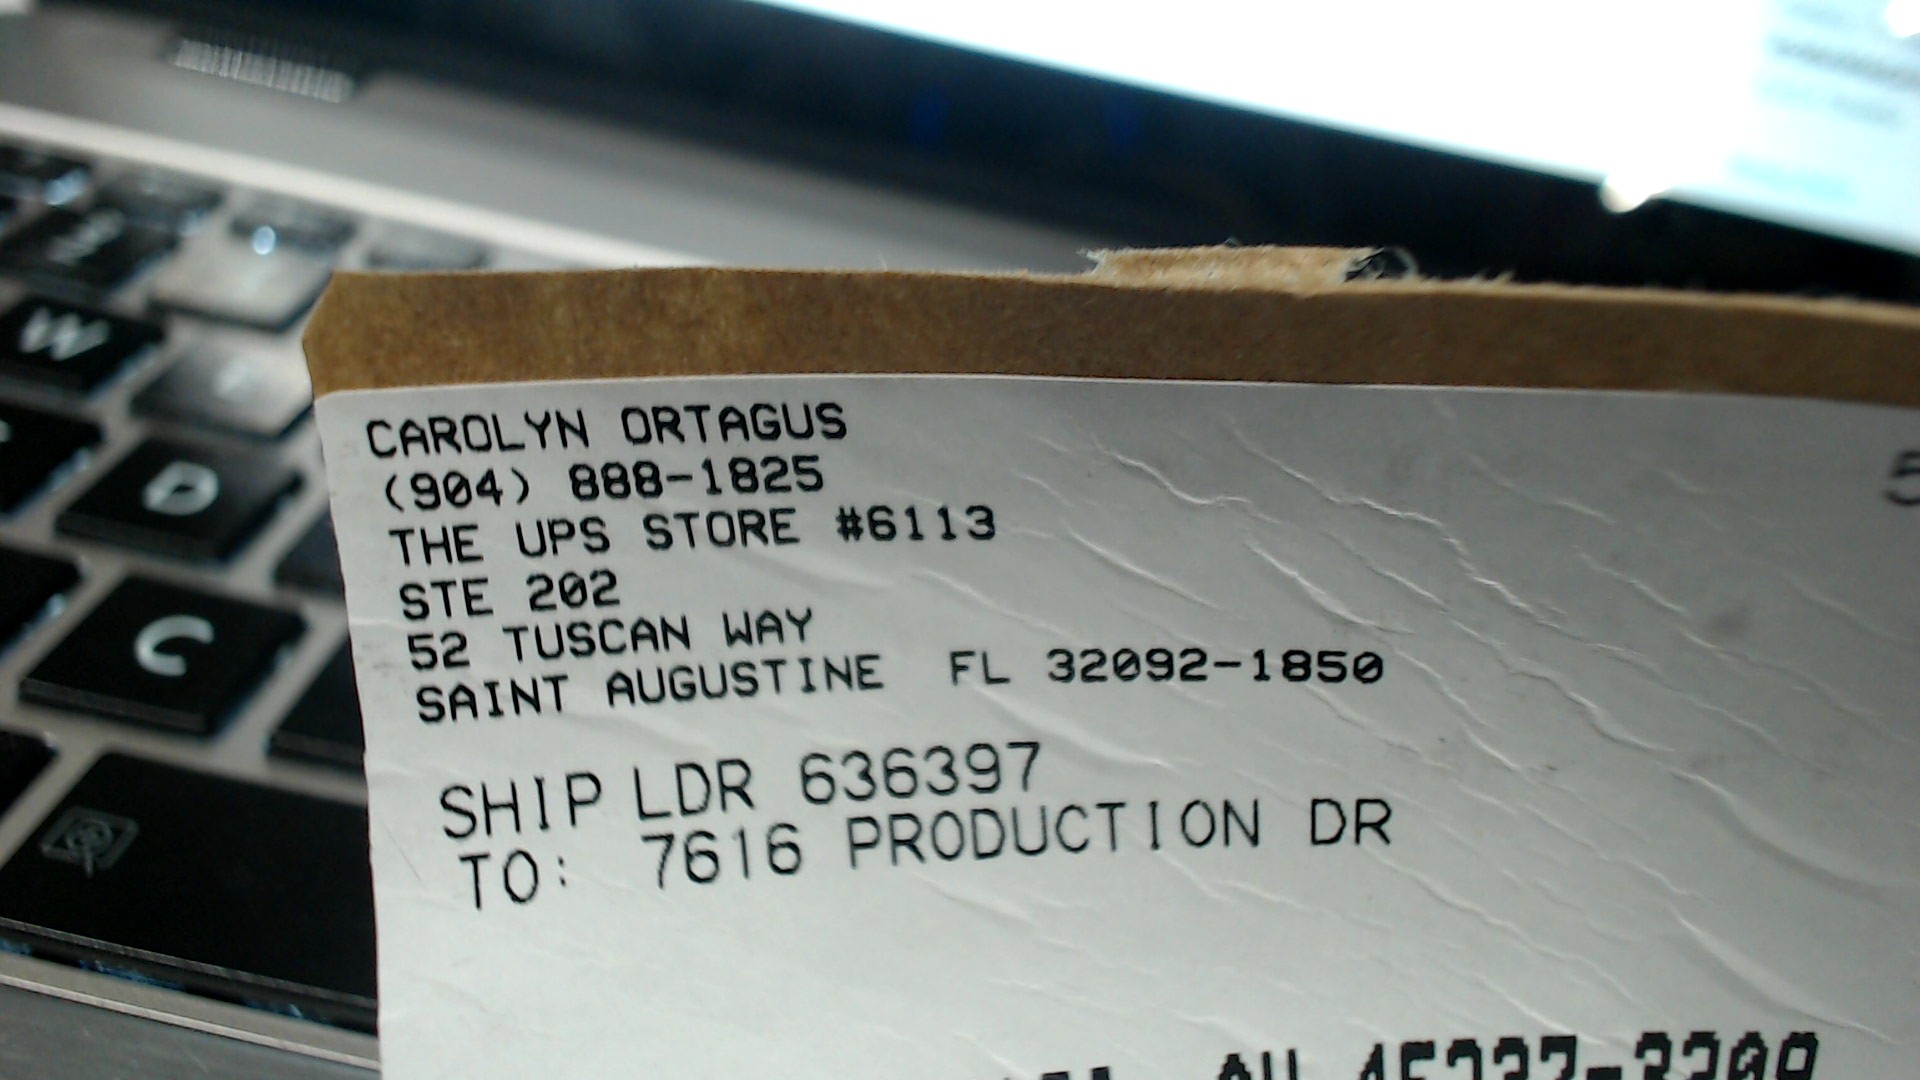 CAROLYN ORTAGUS
(904) 888-1825
THE UPS STORE #6113
STE 202
52 TUSCAN WAY
SAINT AUGUSTINE FL 32092-1850
SHIP LDR 636397
TO: 7616 PRODUCTION DR
W
D
C